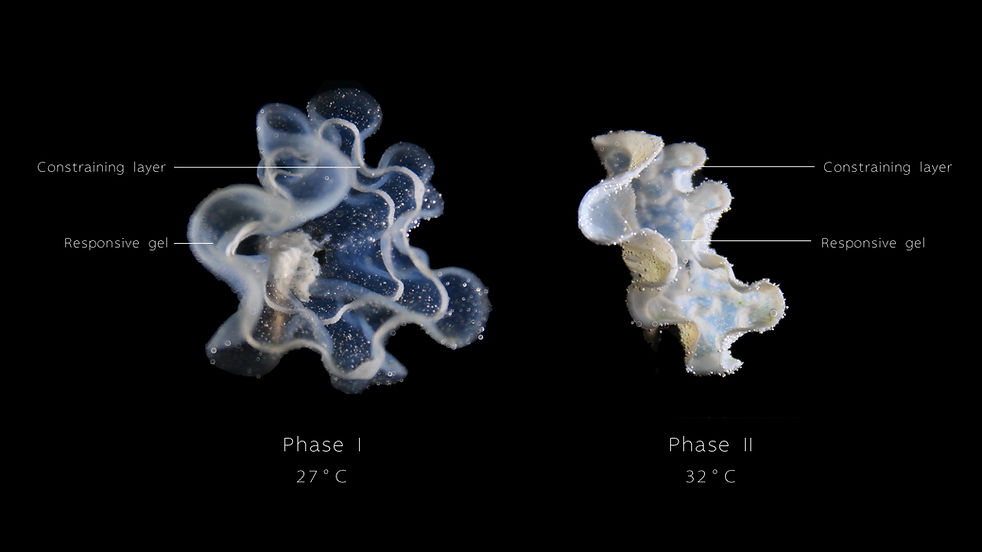 Constraining layer
Responsive gel
Constraining layer
Responsive gel
Phase I
27°C
Phase II
32°C